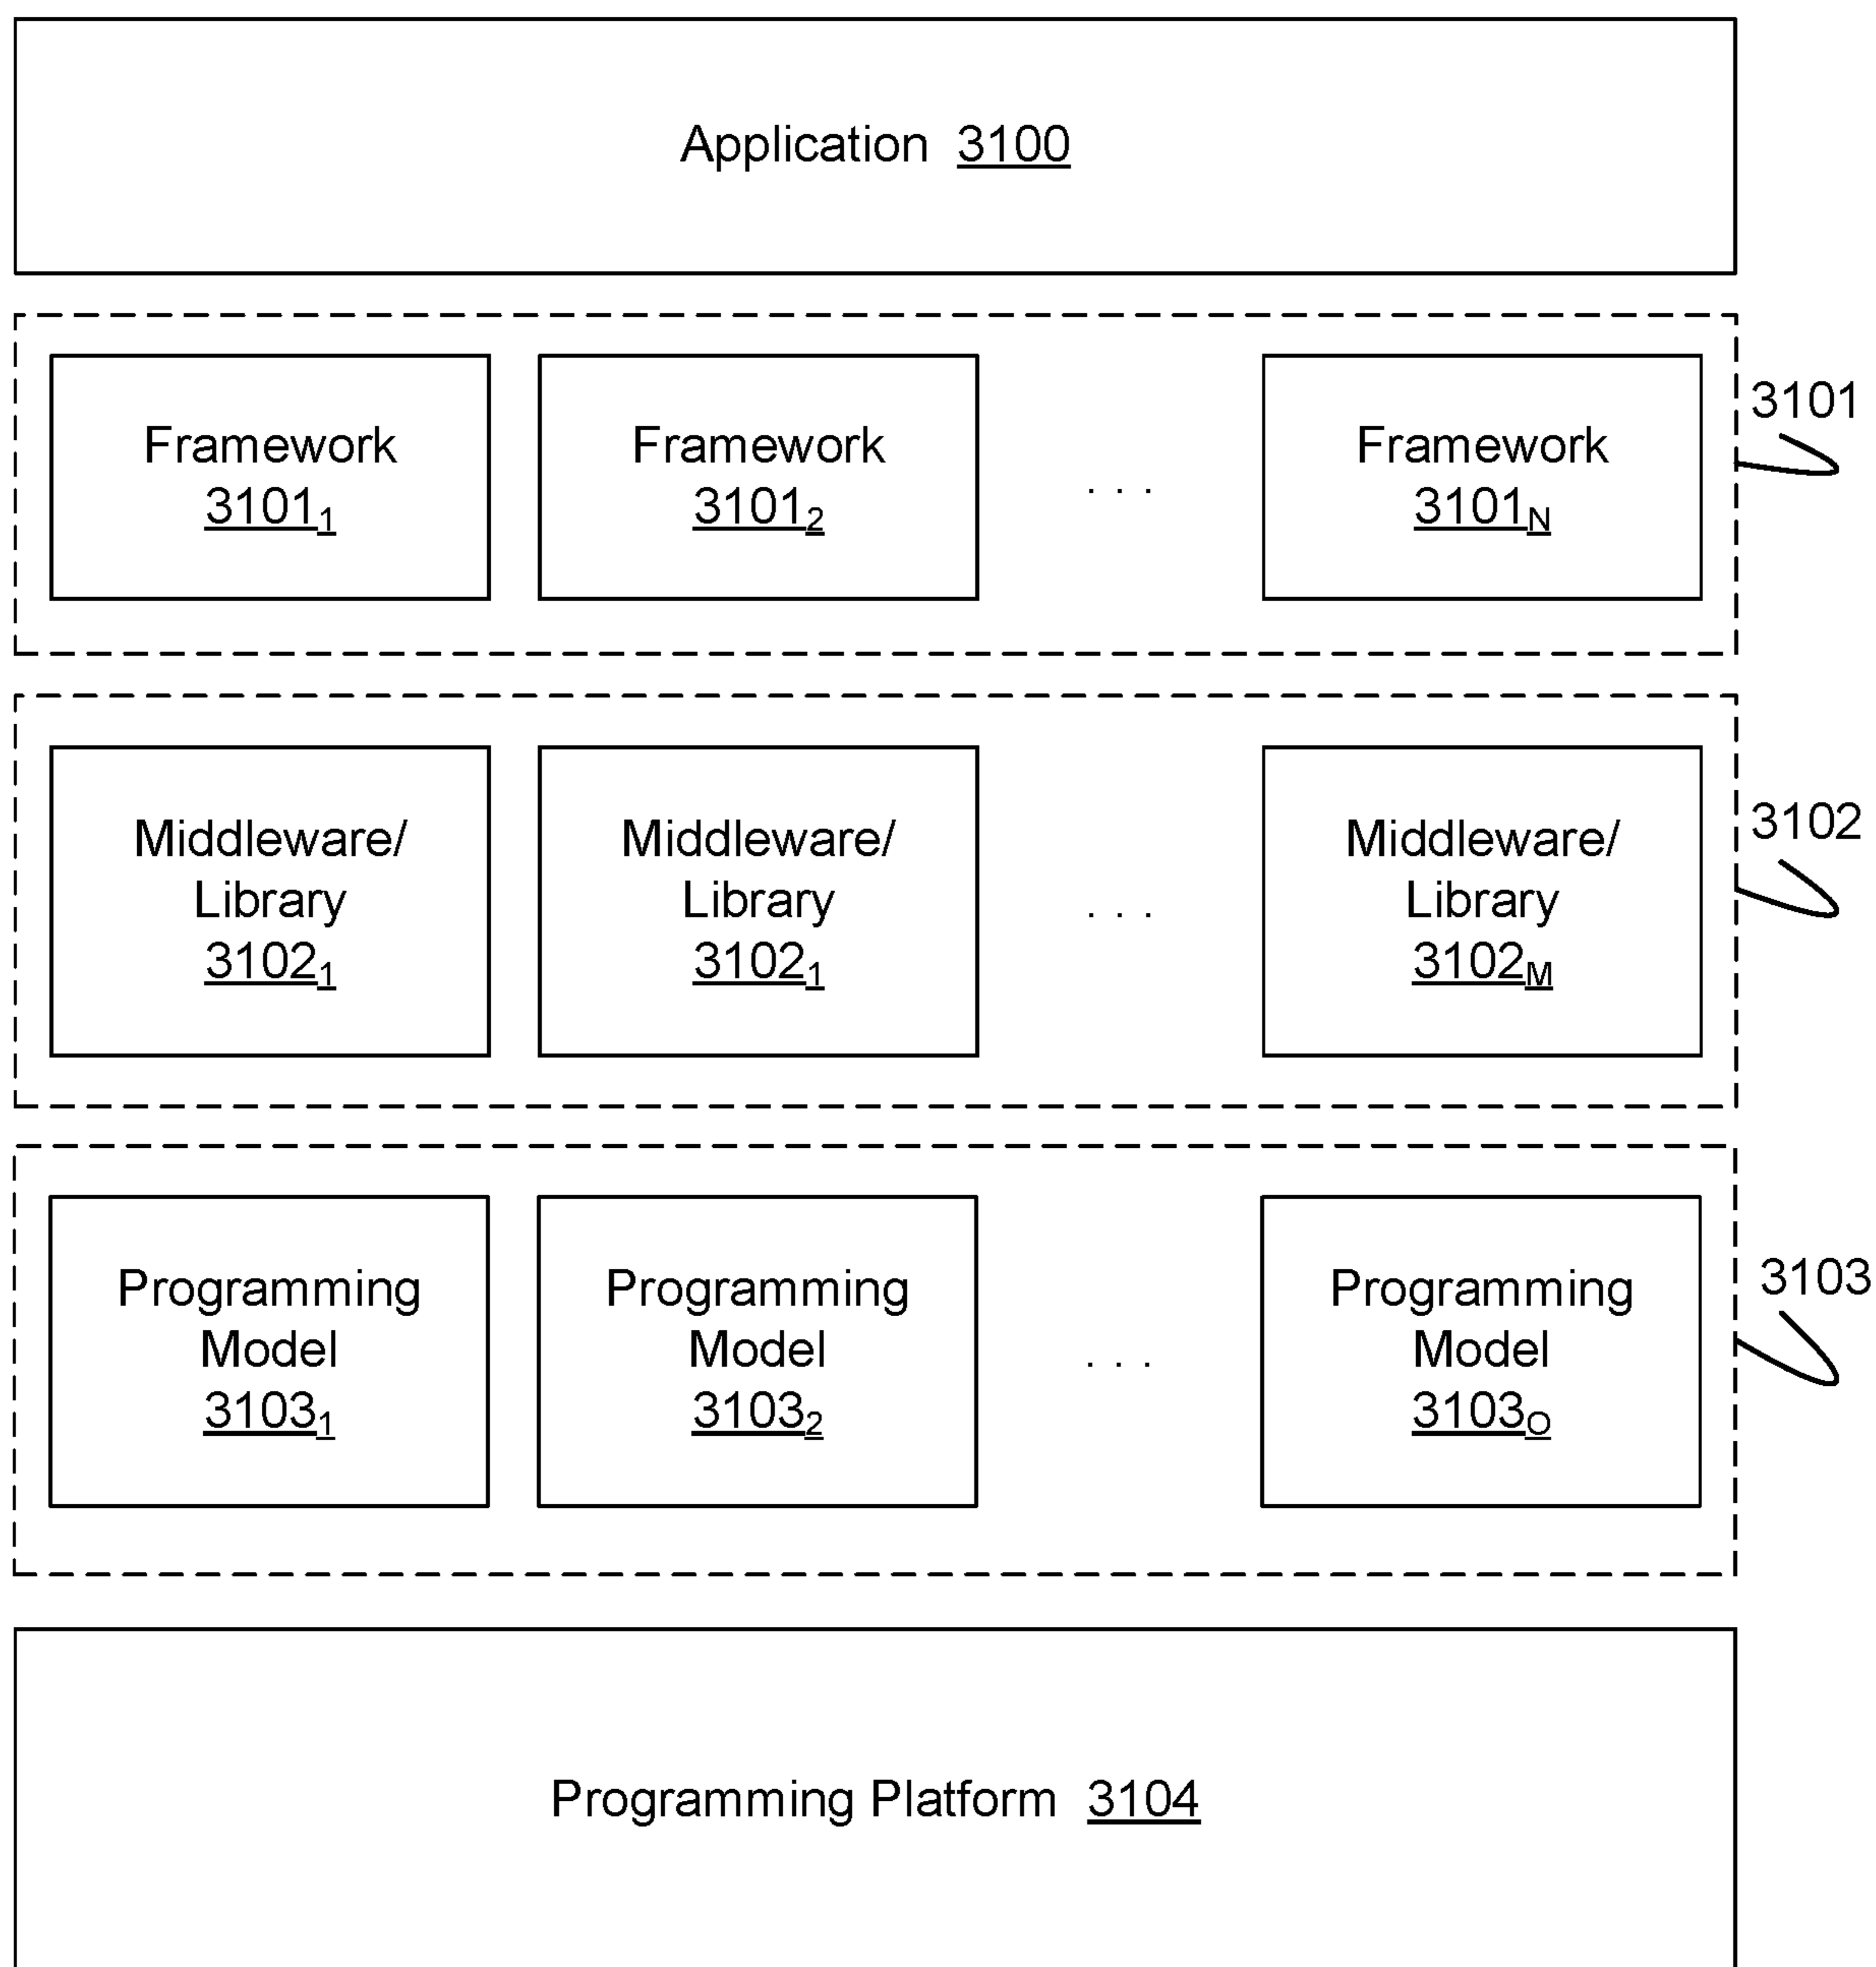 Application 3100
Framework
3101₁
Framework
3101₂
. . .
Framework
3101N
3101
Middleware/
Library
3102₁
Middleware/
Library
3102₁
. . .
Middleware/
Library
3102M
3102
Programming
Model
3103₁
Programming
Model
3103₂
. . .
Programming
Model
3103O
3103
Programming Platform 3104